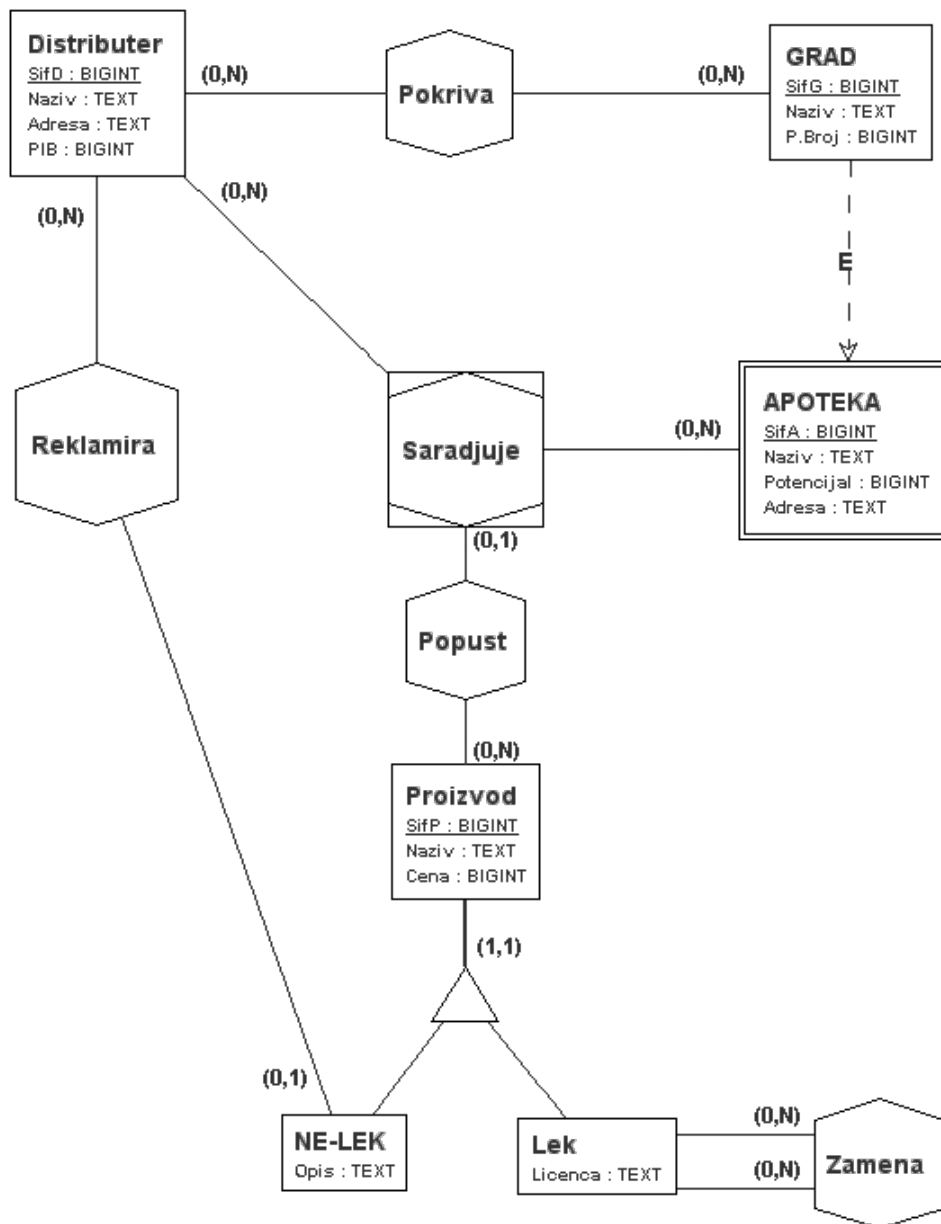 Distributer
SifD : BIGINT
Naziv : TEXT
Adresa : TEXT
PIB : BIGINT
(0,N)
Pokriva
(0,N)
GRAD
SifG : BIGINT
Naziv : TEXT
P.Broj : BIGINT
(0,N)
(0,N)
E
Reklamira
Saradjuje
(0,N)
APOTEKA
SifA : BIGINT
Naziv : TEXT
Potencijal : BIGINT
Adresa : TEXT
(0,1)
Popust
(0,N)
Proizvod
SifP : BIGINT
Naziv : TEXT
Cena : BIGINT
(1,1)
(0,1)
NE-LEK
Opis : TEXT
Lek
Licenca : TEXT
(0,N)
(0,N)
Zamena